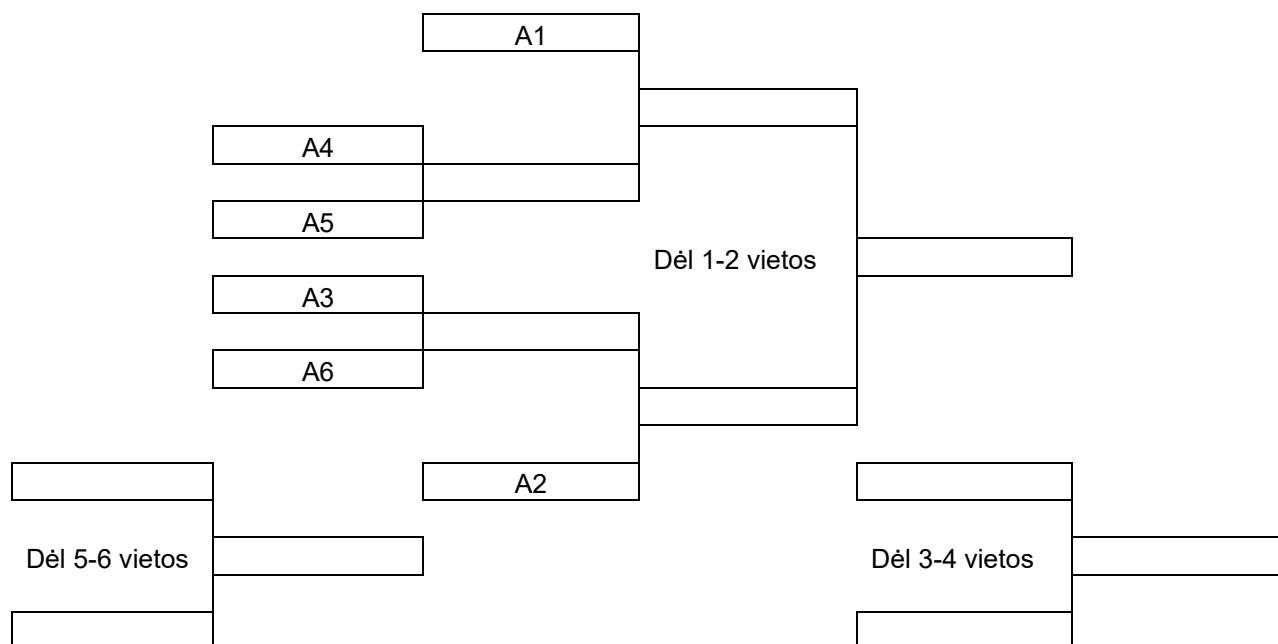 A1
A4
A5
Dėl 1-2 vietos
A3
A6
A2
Dėl 5-6 vietos
Dėl 3-4 vietos